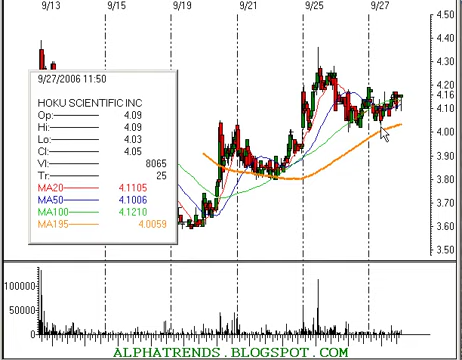 9/13 9/15 9/19 9/21 9/25 9/27
4.50
4.40
4.30
4.20
4.16
4.10
4.00
3.90
3.80
3.70
3.60
3.50
9/27/2006 11:50
HOKU SCIENTIFIC INC
Op: 4.09
Hi: 4.09
Lo: 4.03
Cl: 4.05
Vl: 8065
Tr: 25
MA20 4.1105
MA50 4.1006
MA100 4.1210
MA195 4.0059
100000
50000
0
ALPHATRENDS.BLOGSPOT.COM